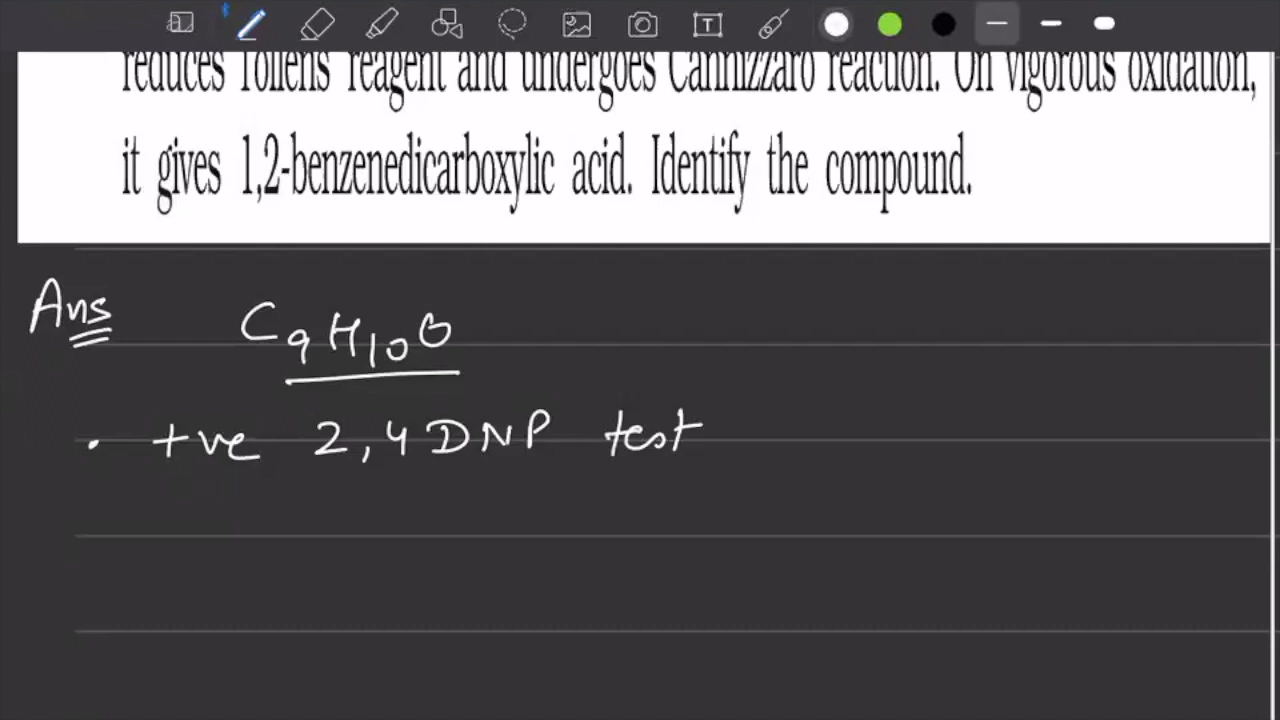 reduces Tollens' reagent and undergoes Cannizzaro reaction. On vigorous oxidation,
it gives 1,2-benzenedicarboxylic acid. Identify the compound.
Ans
C9H10O
• +ve 2,4 DNP test